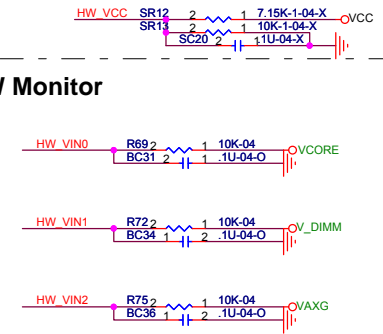 HW_VCC SR12 2 1 7.15K-1-04-X VCC
SR13 2 1 10K-1-04-X
SC20 2 1 .1U-04-X
Monitor
HW_VIN0 R69 2 1 10K-04 VCORE
BC31 2 1 .1U-04-O
HW_VIN1 R72 2 1 10K-04 V_DIMM
BC34 1 2 .1U-04-O
HW_VIN2 R75 2 1 10K-04 VAXG
BC36 1 2 .1U-04-O